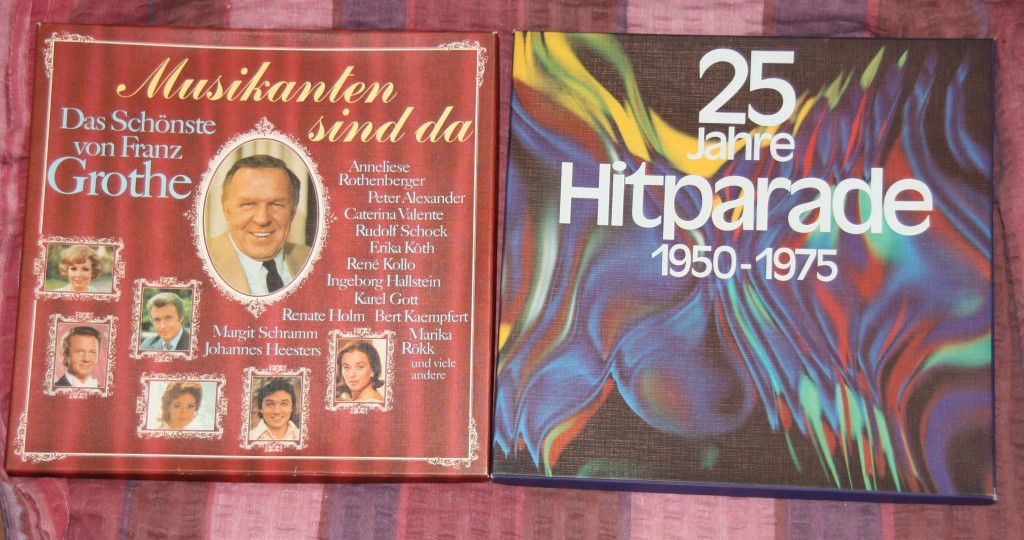 Musikanten
sind da
Das Schönste
von Franz
Grothe
Anneliese
Rothenberger
Peter Alexander
Caterina Valente
Rudolf Schock
Erika Köth
René Kollo
Ingeborg Hallstein
Karel Gott
Renate Holm Bert Kaempfert
Margit Schramm
Johannes Heesters
Marika
Rökk
und viele
andere
25
Jahre
Hitparade
1950-1975